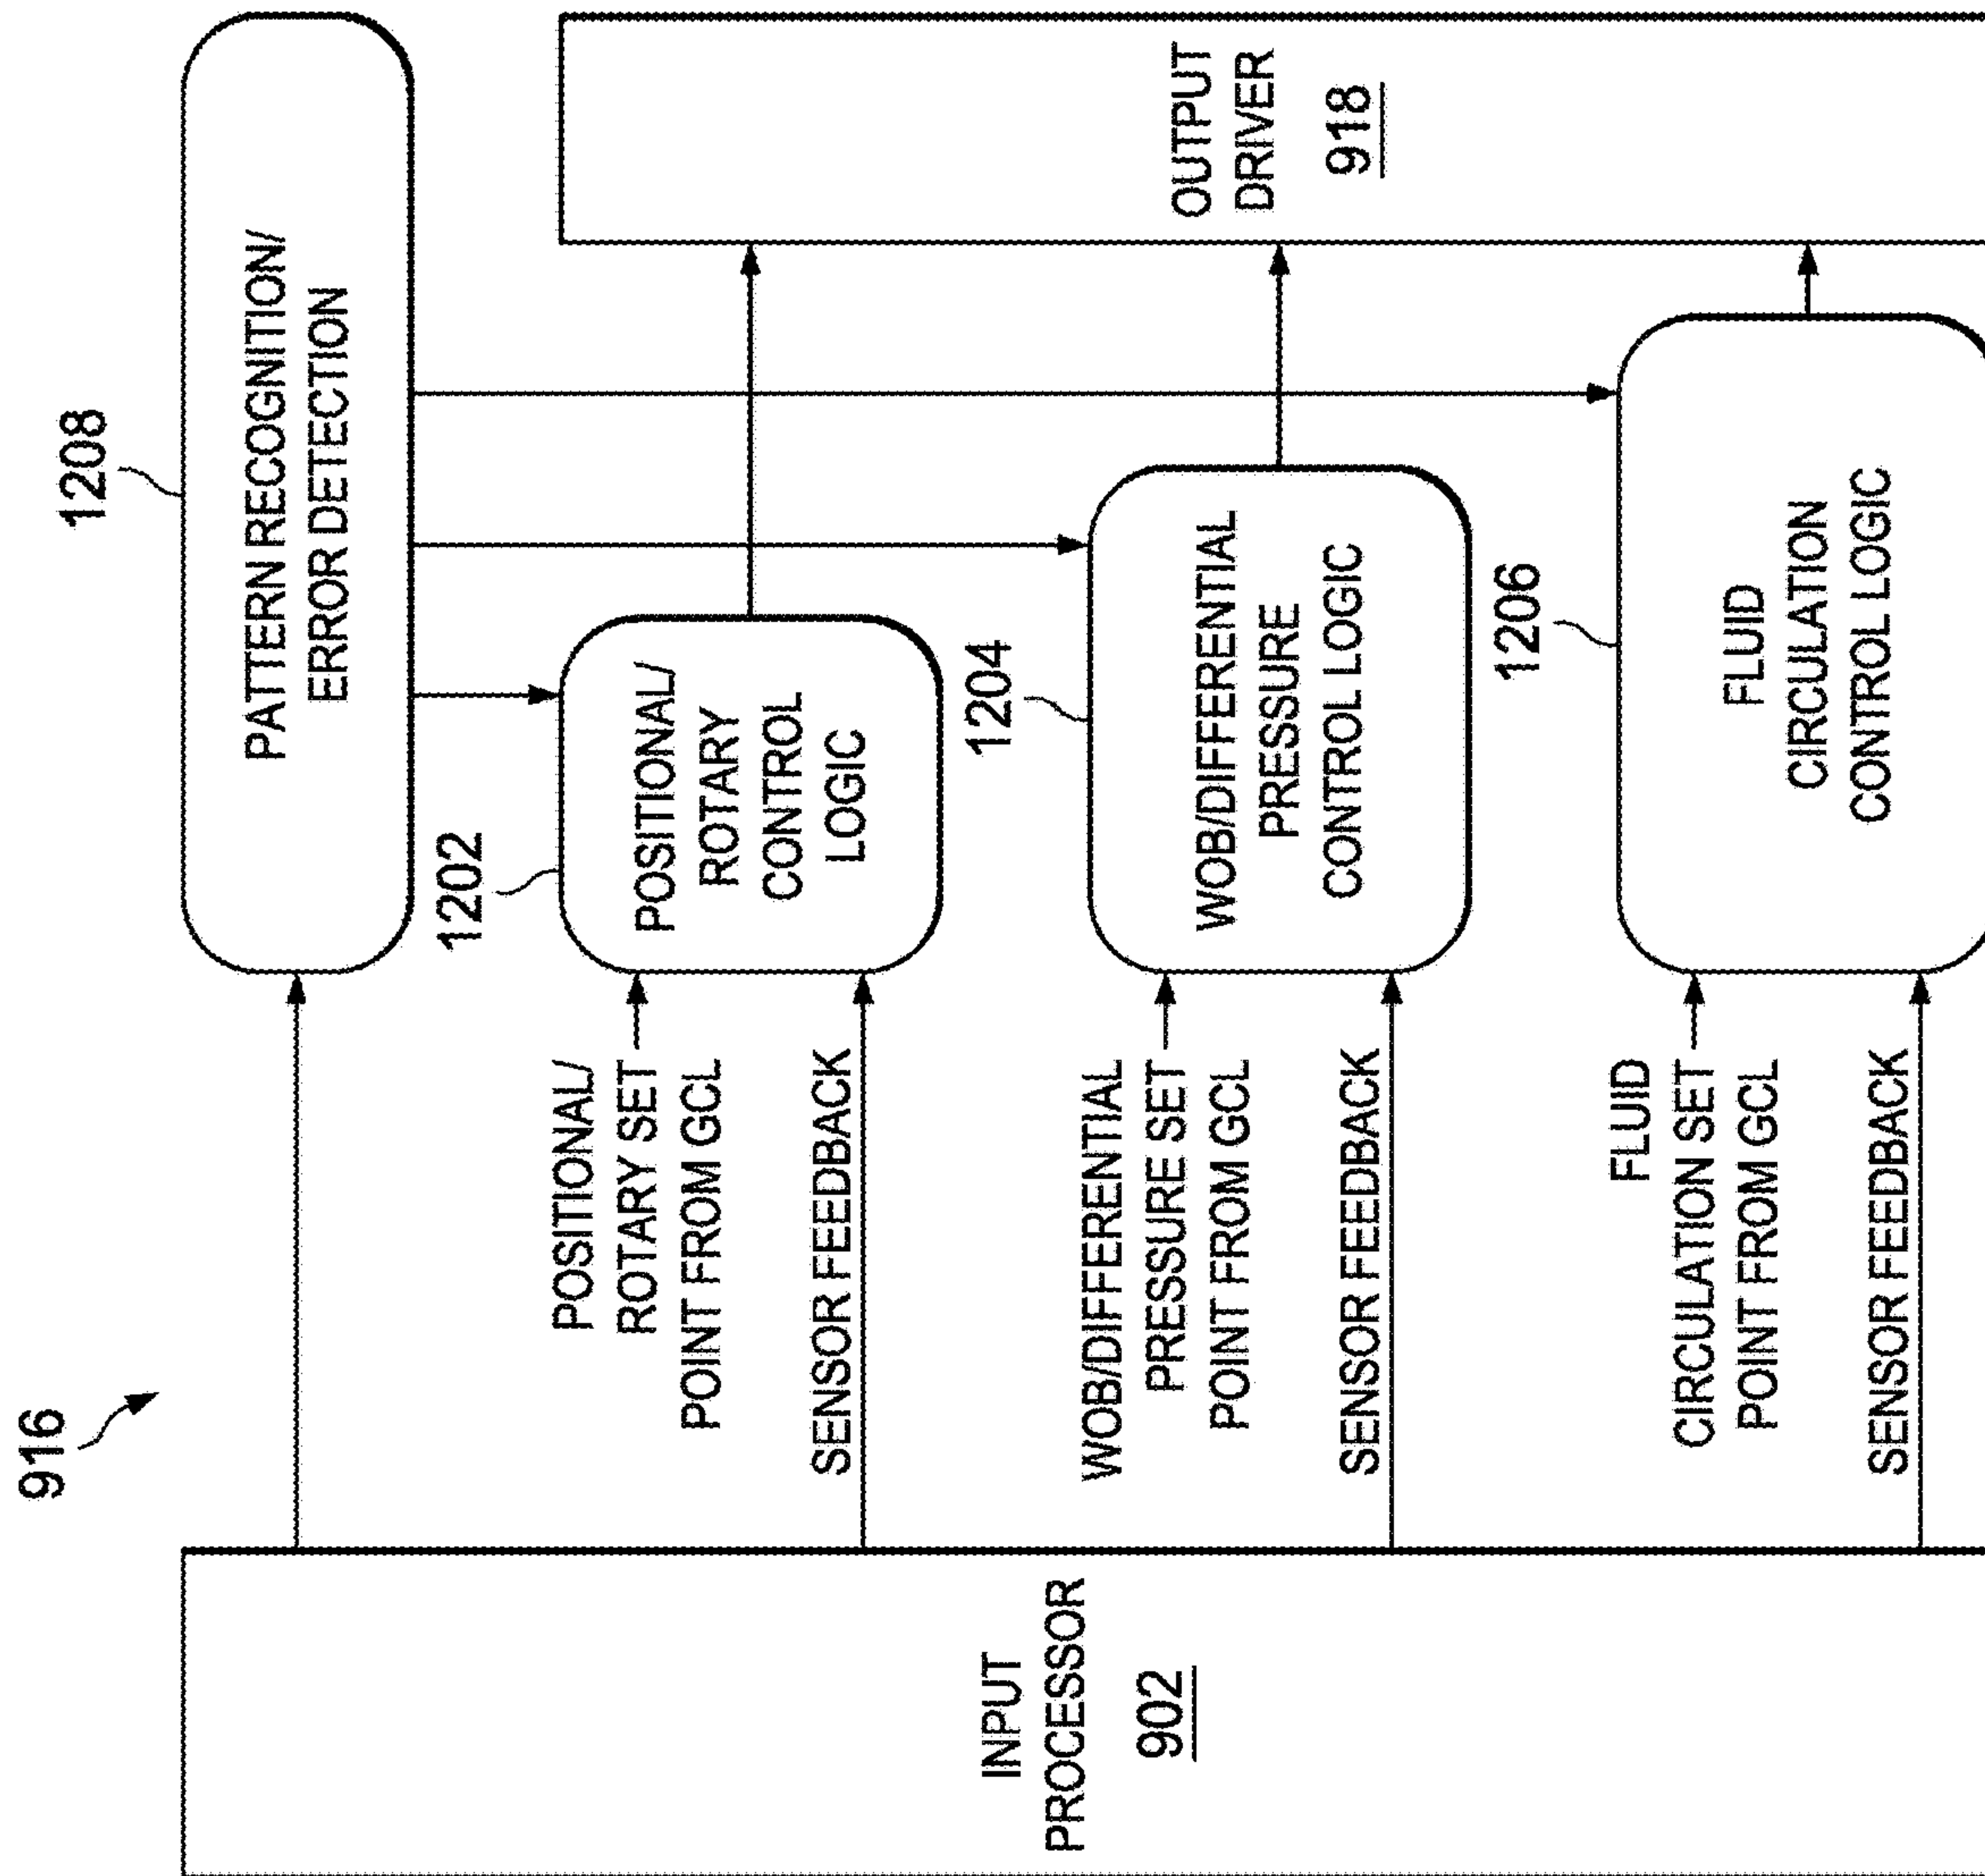 916
1208
PATTERN RECOGNITION/
ERROR DETECTION
INPUT
PROCESSOR
902
1202
POSITIONAL/
ROTARY SET
POINT FROM GCL
SENSOR FEEDBACK
POSITIONAL/
ROTARY
CONTROL
LOGIC
1204
WOB/DIFFERENTIAL
PRESSURE SET
POINT FROM GCL
SENSOR FEEDBACK
WOB/DIFFERENTIAL
PRESSURE
CONTROL LOGIC
1206
FLUID
CIRCULATION SET
POINT FROM GCL
SENSOR FEEDBACK
FLUID
CIRCULATION
CONTROL LOGIC
OUTPUT
DRIVER
918